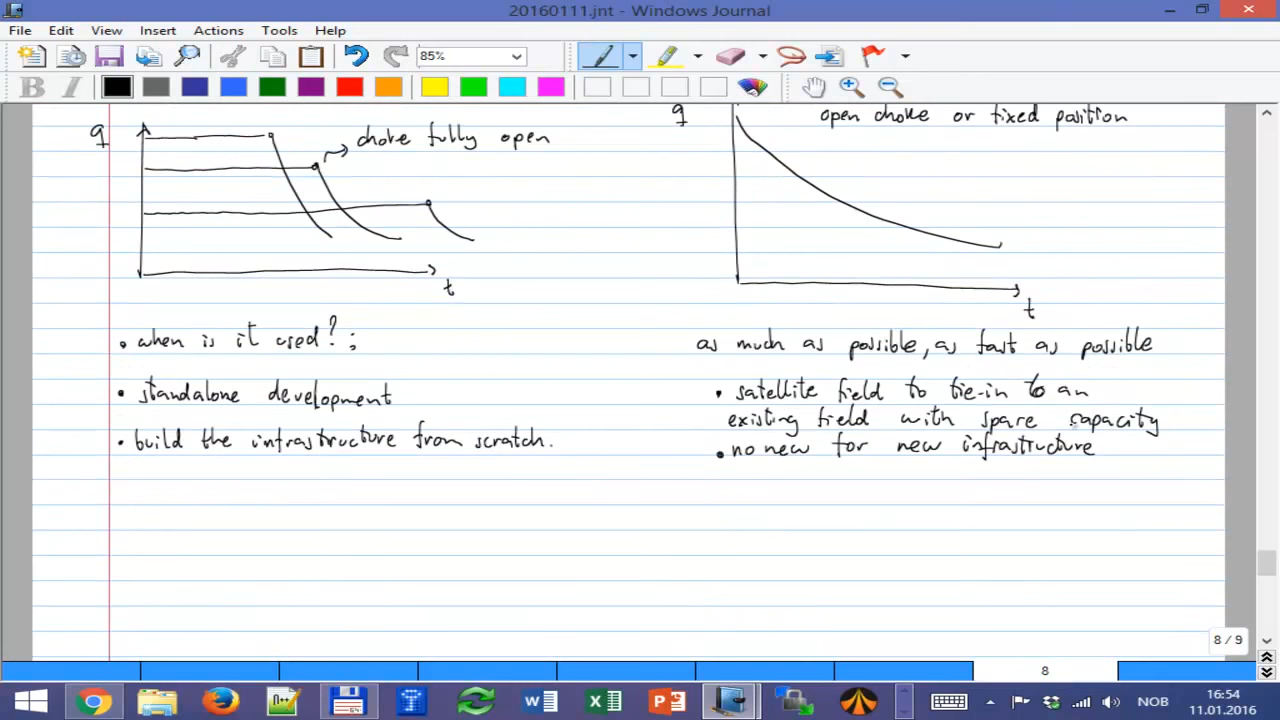 20160111.jnt - Windows Journal
File Edit View Insert Actions Tools Help
85%
B I
q
choke fully open
t
• when is it used? ;
• standalone development
• build the infrastructure from scratch.
q
open choke or fixed position
t
as much as possible, as fast as possible
• satellite field to tie-in to an
existing field with spare capacity
• no new for new infrastructure
8 / 9
8
NOB
16:54
11.01.2016